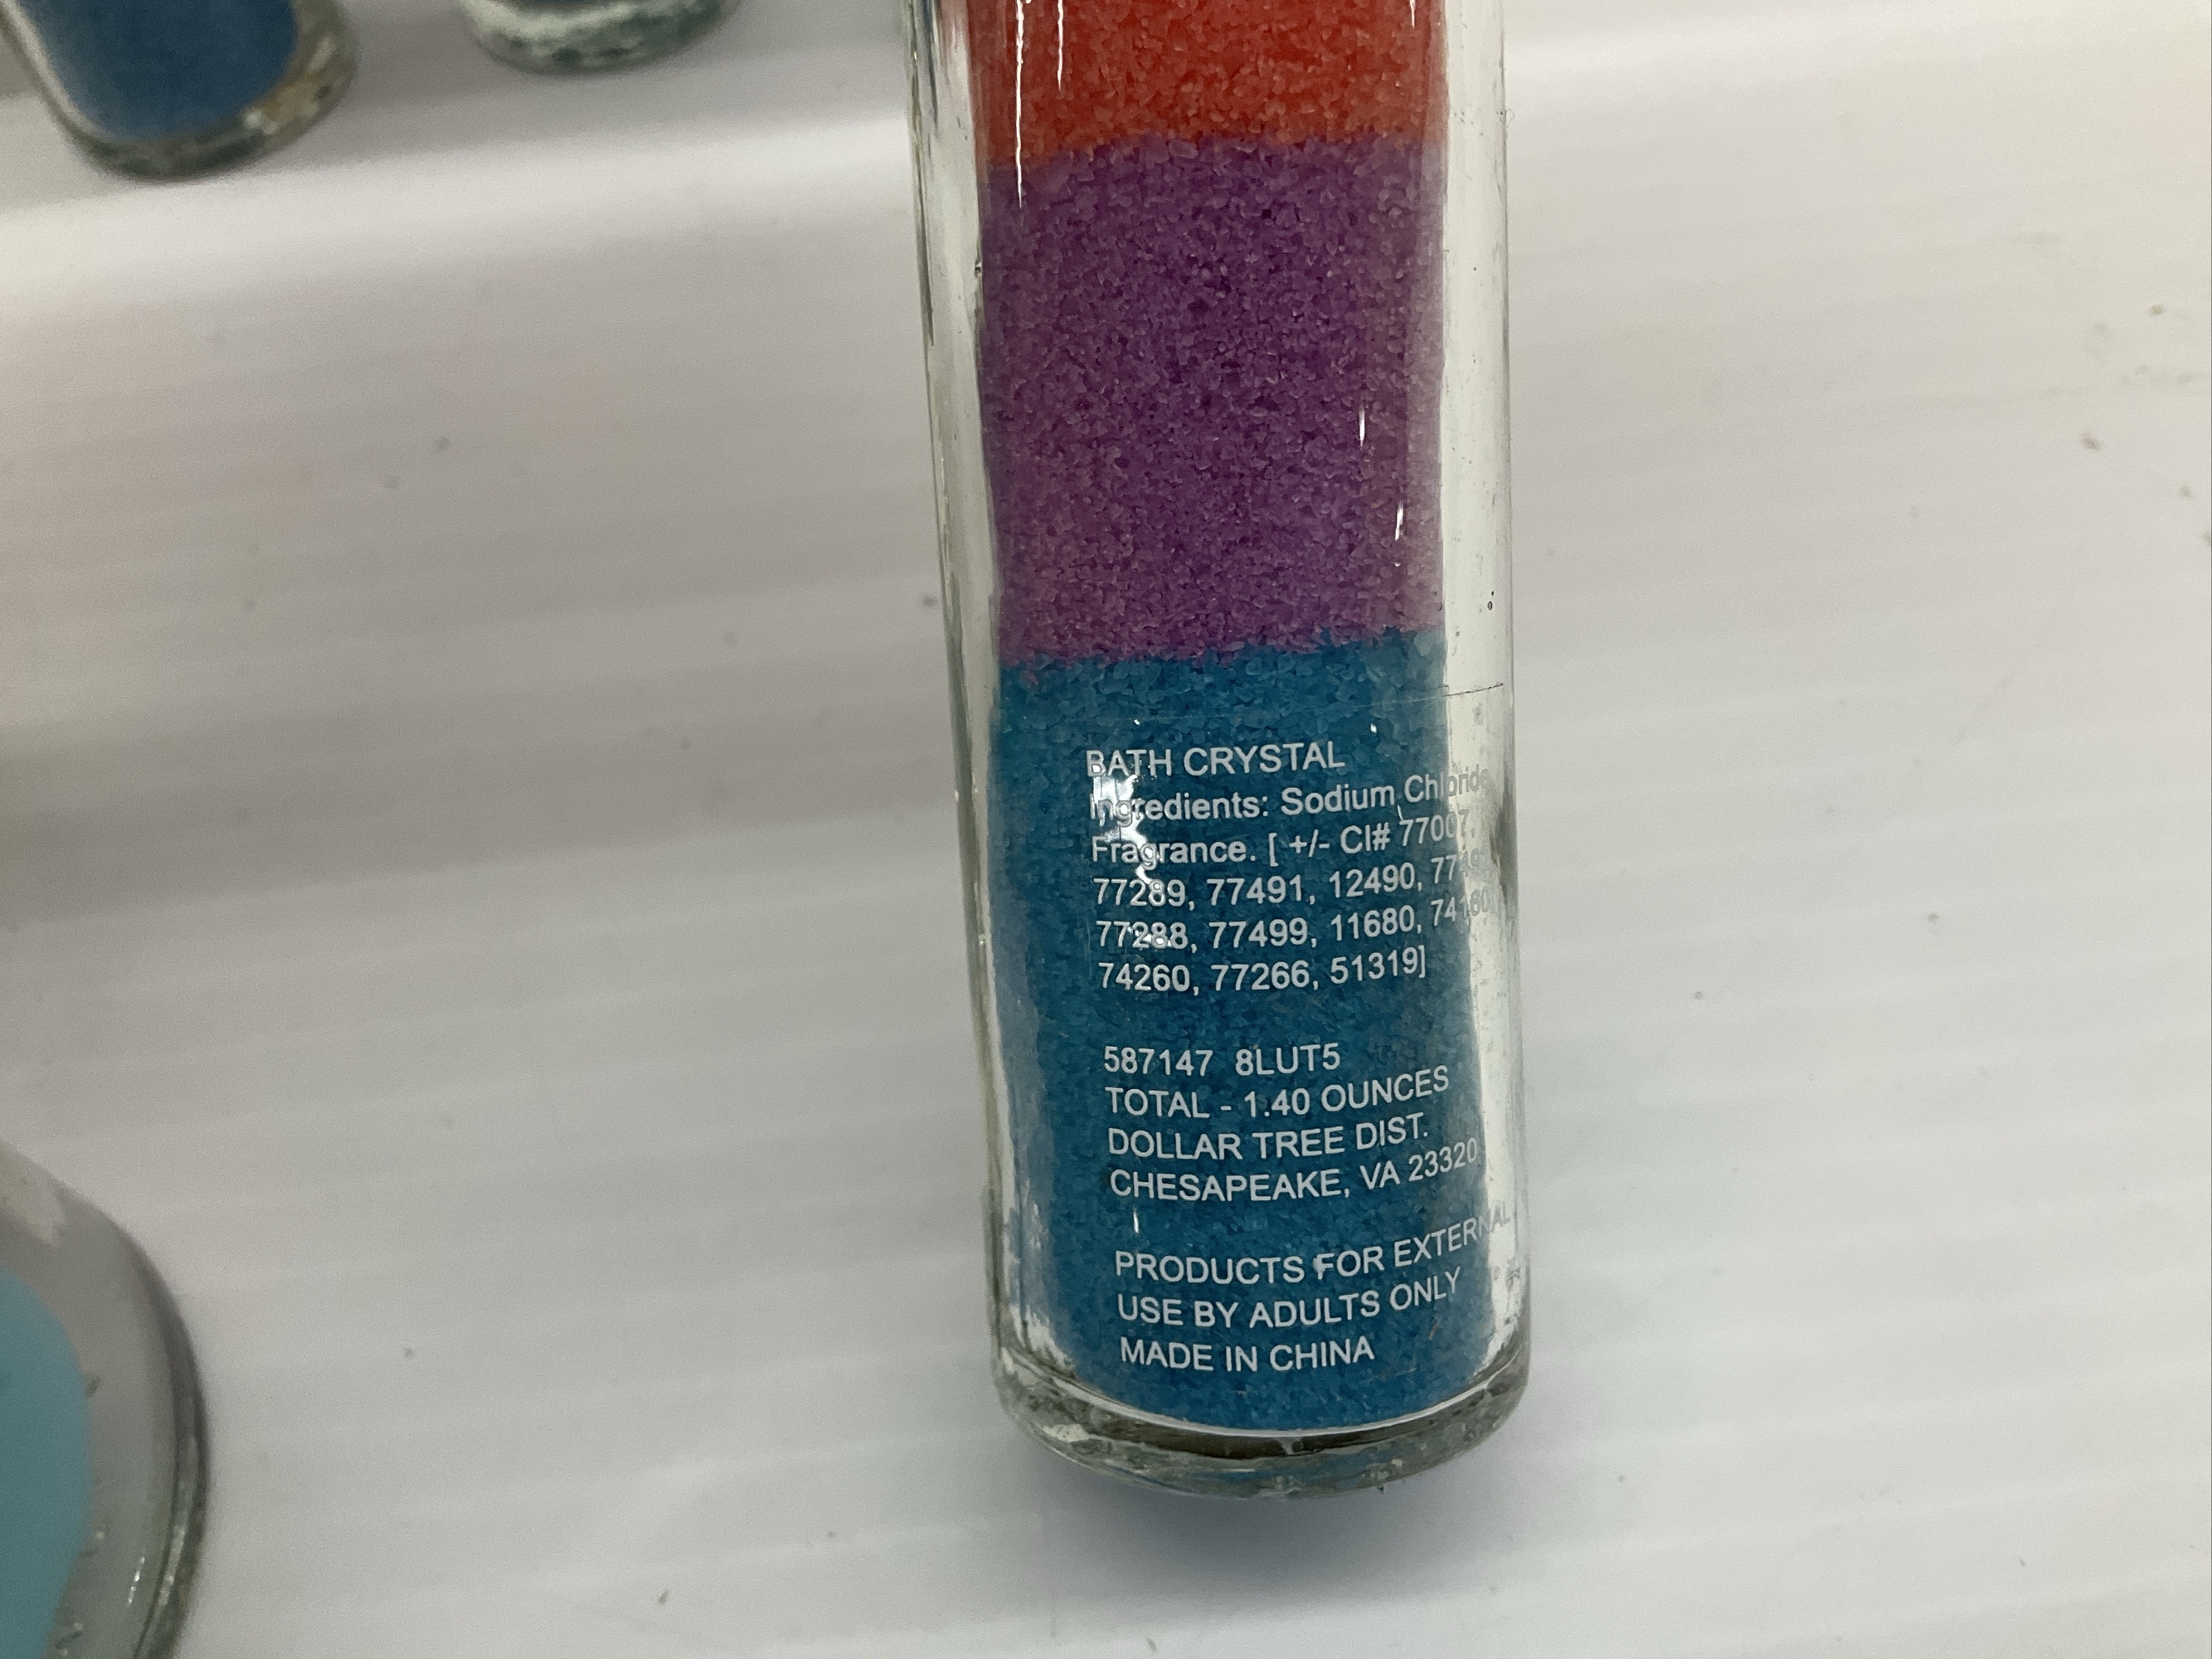 BATH CRYSTAL
Ingredients: Sodium Chloride,
Fragrance. [ +/- CI# 77007,
77289, 77491, 12490,
77288, 77499, 11680, 74160,
74260, 77266, 51319]
587147 8LUT5
TOTAL - 1.40 OUNCES
DOLLAR TREE DIST.
CHESAPEAKE, VA 23320
PRODUCTS FOR EXTERNAL
USE BY ADULTS ONLY
MADE IN CHINA